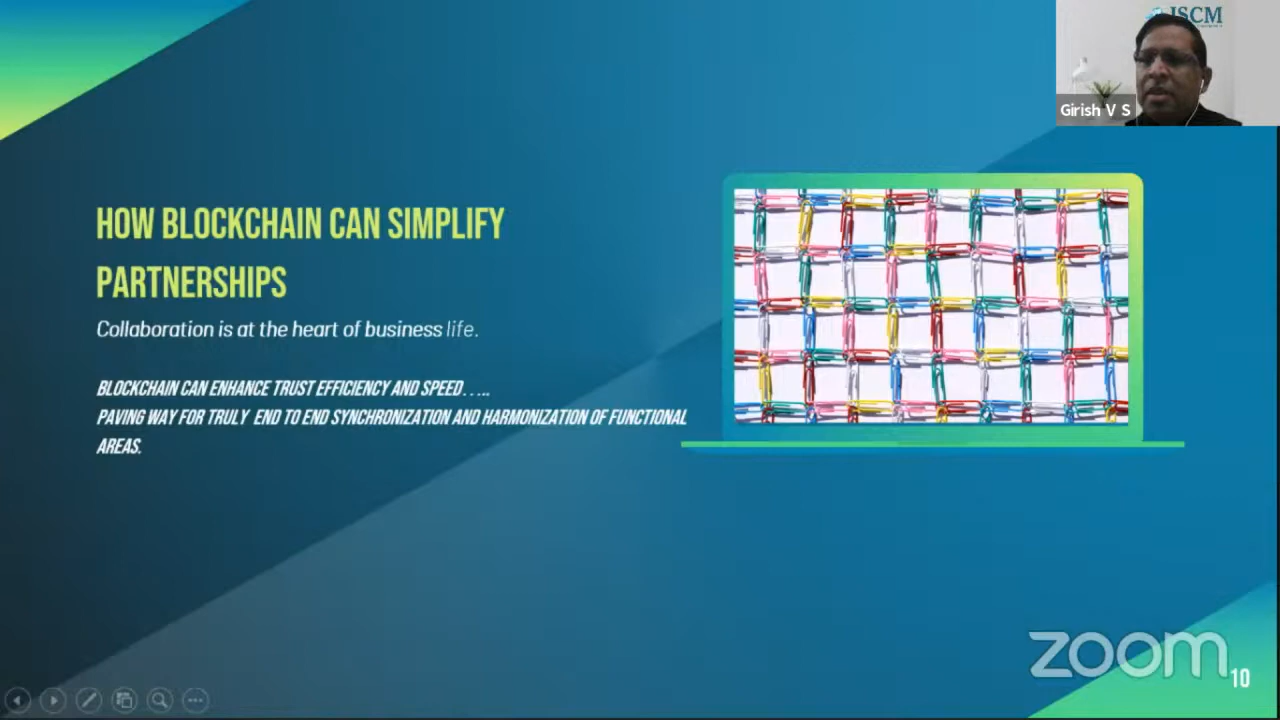 ISCM
Girish V S
HOW BLOCKCHAIN CAN SIMPLIFY
PARTNERSHIPS
Collaboration is at the heart of business life.
BLOCKCHAIN CAN ENHANCE TRUST EFFICIENCY AND SPEED.....
PAVING WAY FOR TRULY END TO END SYNCHRONIZATION AND HARMONIZATION OF FUNCTIONAL
AREAS.
zoom
10